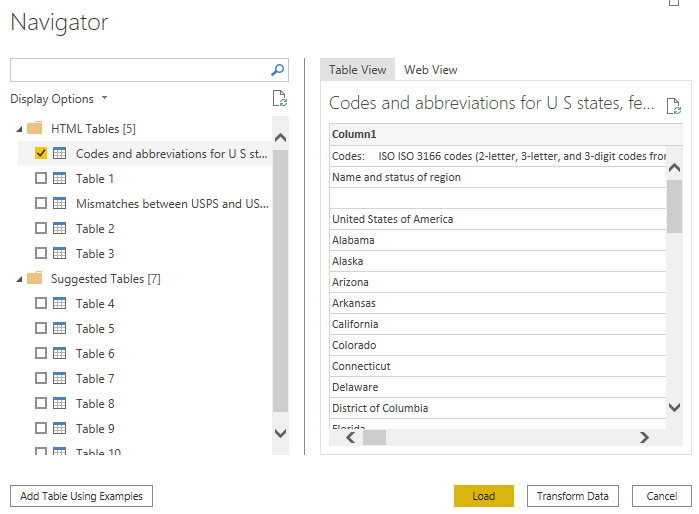 Navigator
Display Options
HTML Tables [5]
Codes and abbreviations for U S st...
Table 1
Mismatches between USPS and US...
Table 2
Table 3
Suggested Tables [7]
Table 4
Table 5
Table 6
Table 7
Table 8
Table 9
Table 10
Table View
Web View
Codes and abbreviations for U S states, fe...
Column1
Codes: ISO ISO 3166 codes (2-letter, 3-letter, and 3-digit codes from
Name and status of region
United States of America
Alabama
Alaska
Arizona
Arkansas
California
Colorado
Connecticut
Delaware
District of Columbia
Florida
Add Table Using Examples
Load
Transform Data
Cancel